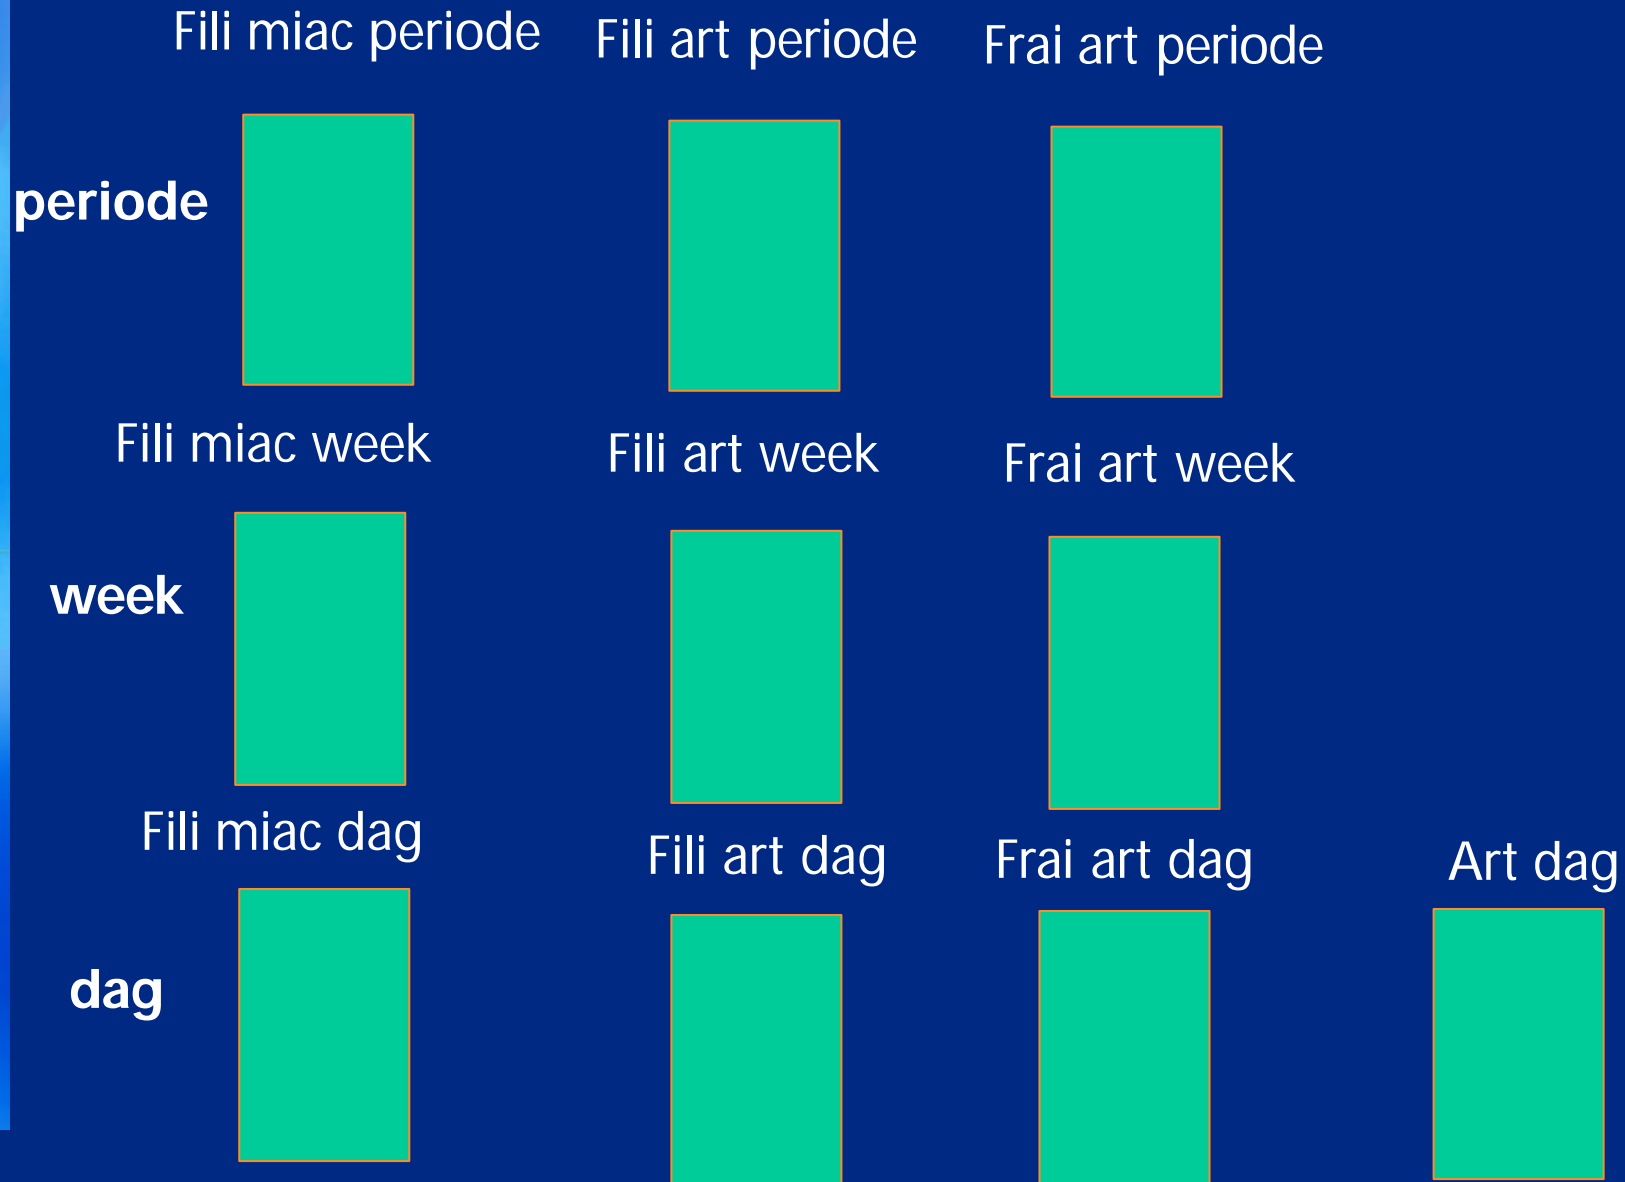 Fili miac periode
Fili art periode
Frai art periode
periode
Fili miac week
Fili art week
Frai art week
week
Fili miac dag
Fili art dag
Frai art dag
Art dag
dag